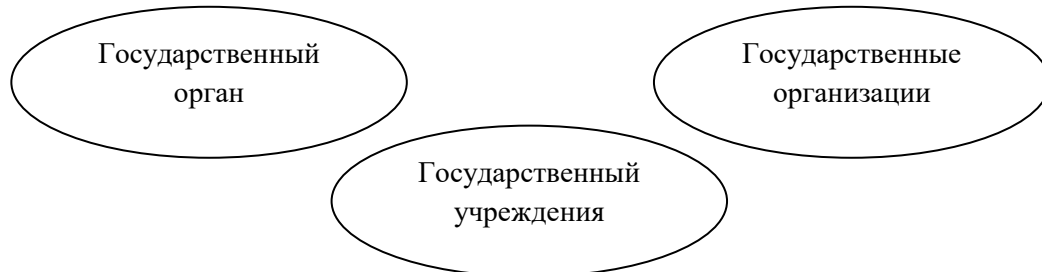 Государственный
орган
Государственные
организации
Государственный
учреждения